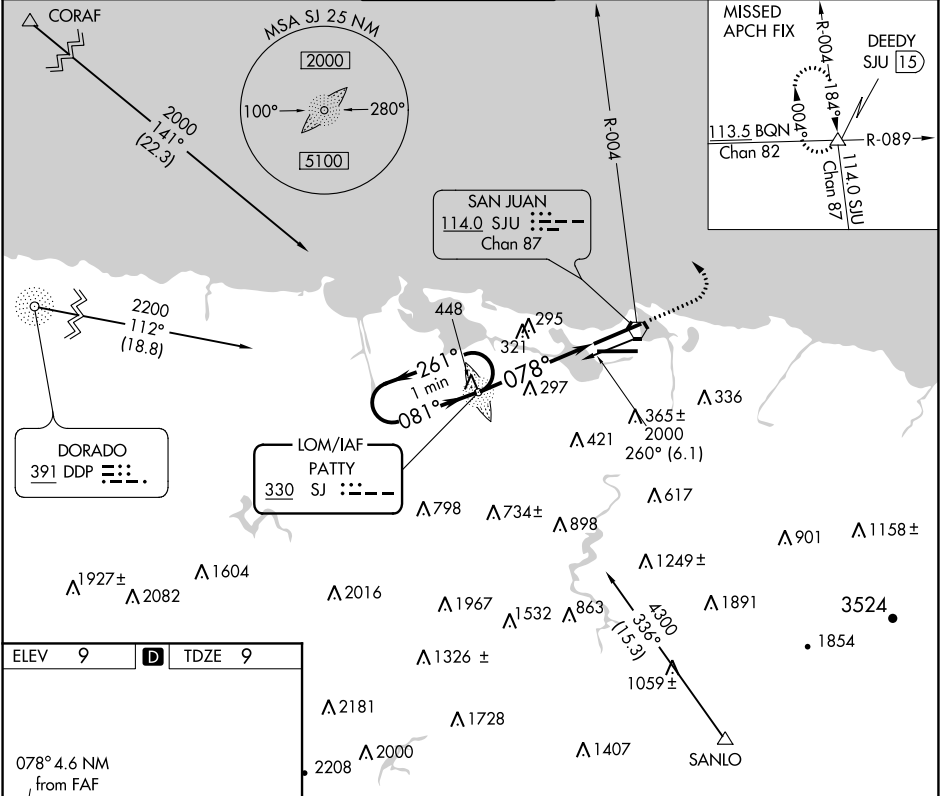 CORAF
2000
141°
(22.3)
MSA SJ 25 NM
2000
100°
280°
5100
R-004
MISSED
APCH FIX
R-004
184°
004°
DEEDY
SJU 15
113.5 BQN
Chan 82
R-089
114.0 SJU
Chan 87
SAN JUAN
114.0 SJU
Chan 87
2200
112°
(18.8)
448
295
321
261°
1 min
081°
078°
297
336
365±
2000
260° (6.1)
421
DORADO
391 DDP
LOM/IAF
PATTY
330 SJ
617
798
734±
898
901
1158±
1249±
1927±
2082
1604
2016
1967
1532
863
4300
336°
(15.3)
1891
3524
1854
1059±
SANLO
1326 ±
2181
1728
2000
2208
1407
ELEV 9 D TDZE 9
078° 4.6 NM
from FAF